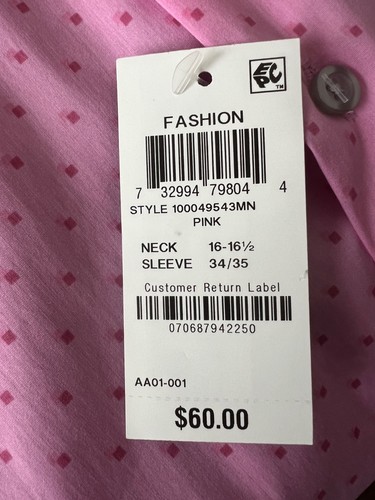 EPC™
FASHION
7 32994 79804 4
STYLE 100049543MN
PINK
NECK 16-16½
SLEEVE 34/35
Customer Return Label
070687942250
AA01-001
$60.00